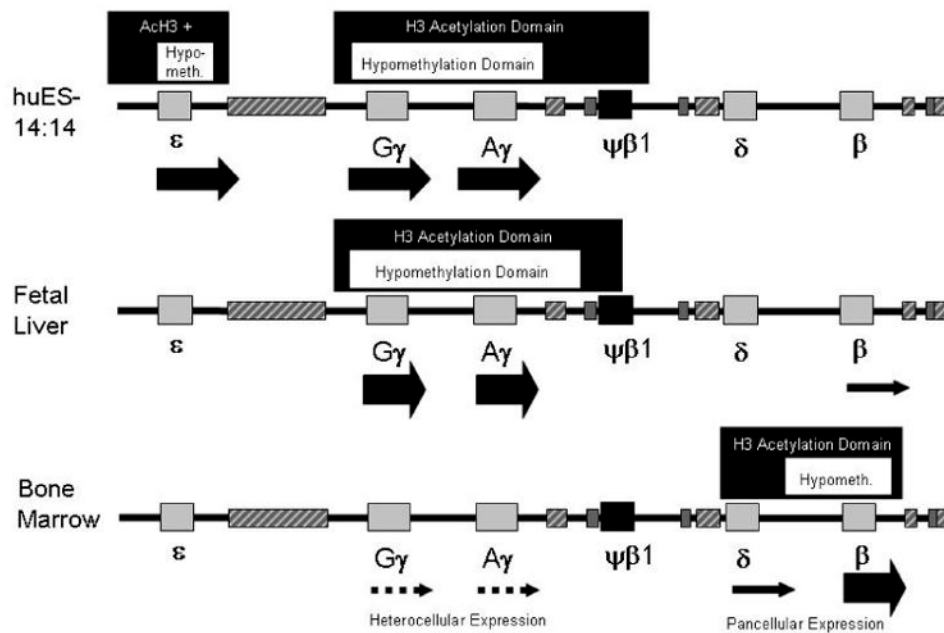 AcH3 +
Hypo-
meth.
H3 Acetylation Domain
Hypomethylation Domain
huES-
14:14
ε Gγ Aγ ψβ1 δ β
H3 Acetylation Domain
Hypomethylation Domain
Fetal
Liver
ε Gγ Aγ ψβ1 δ β
H3 Acetylation Domain
Hypometh.
Bone
Marrow
ε Gγ Aγ ψβ1 δ β
Heterocellular Expression
Pancellular Expression